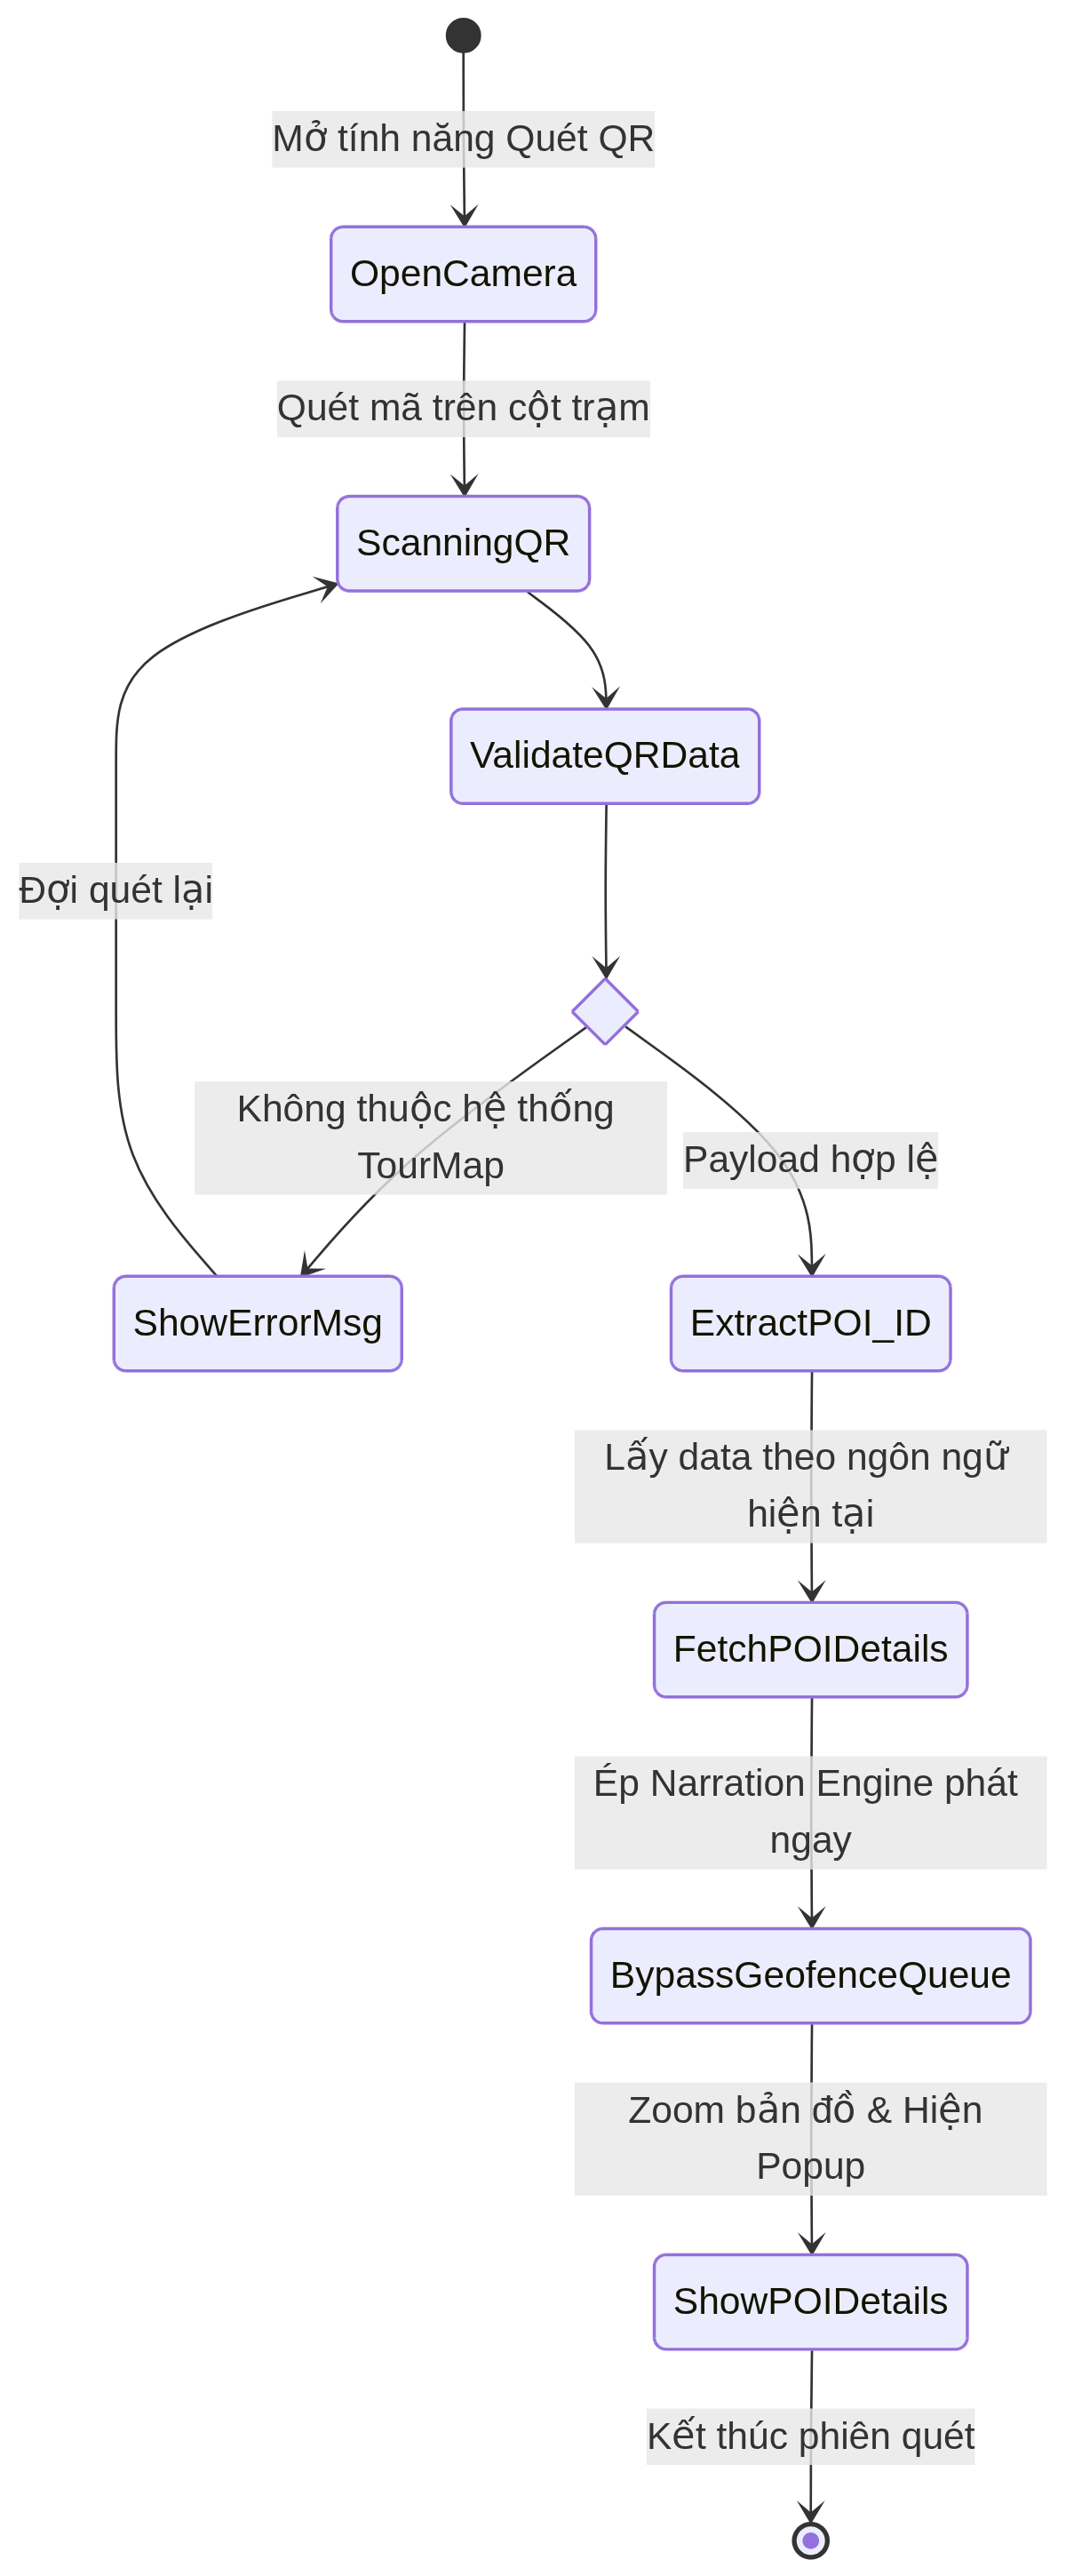 Mở tính năng Quét QR
OpenCamera
Quét mã trên cột trạm
ScanningQR
ValidateQRData
Đợi quét lại
Không thuộc hệ thống
TourMap
Payload hợp lệ
ShowErrorMsg
ExtractPOI_ID
Lấy data theo ngôn ngữ
hiện tại
FetchPOIDetails
Ép Narration Engine phát
ngay
BypassGeofenceQueue
Zoom bản đồ & Hiện
Popup
ShowPOIDetails
Kết thúc phiên quét